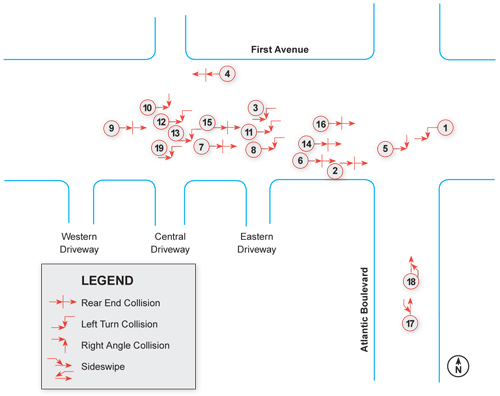 First Avenue
4
10
3
12
15
16
1
9
13
11
19
7
8
14
5
6
2
Western
Driveway
Central
Driveway
Eastern
Driveway
LEGEND
Rear End Collision
Left Turn Collision
Right Angle Collision
Sideswipe
Atlantic Boulevard
18
17
N